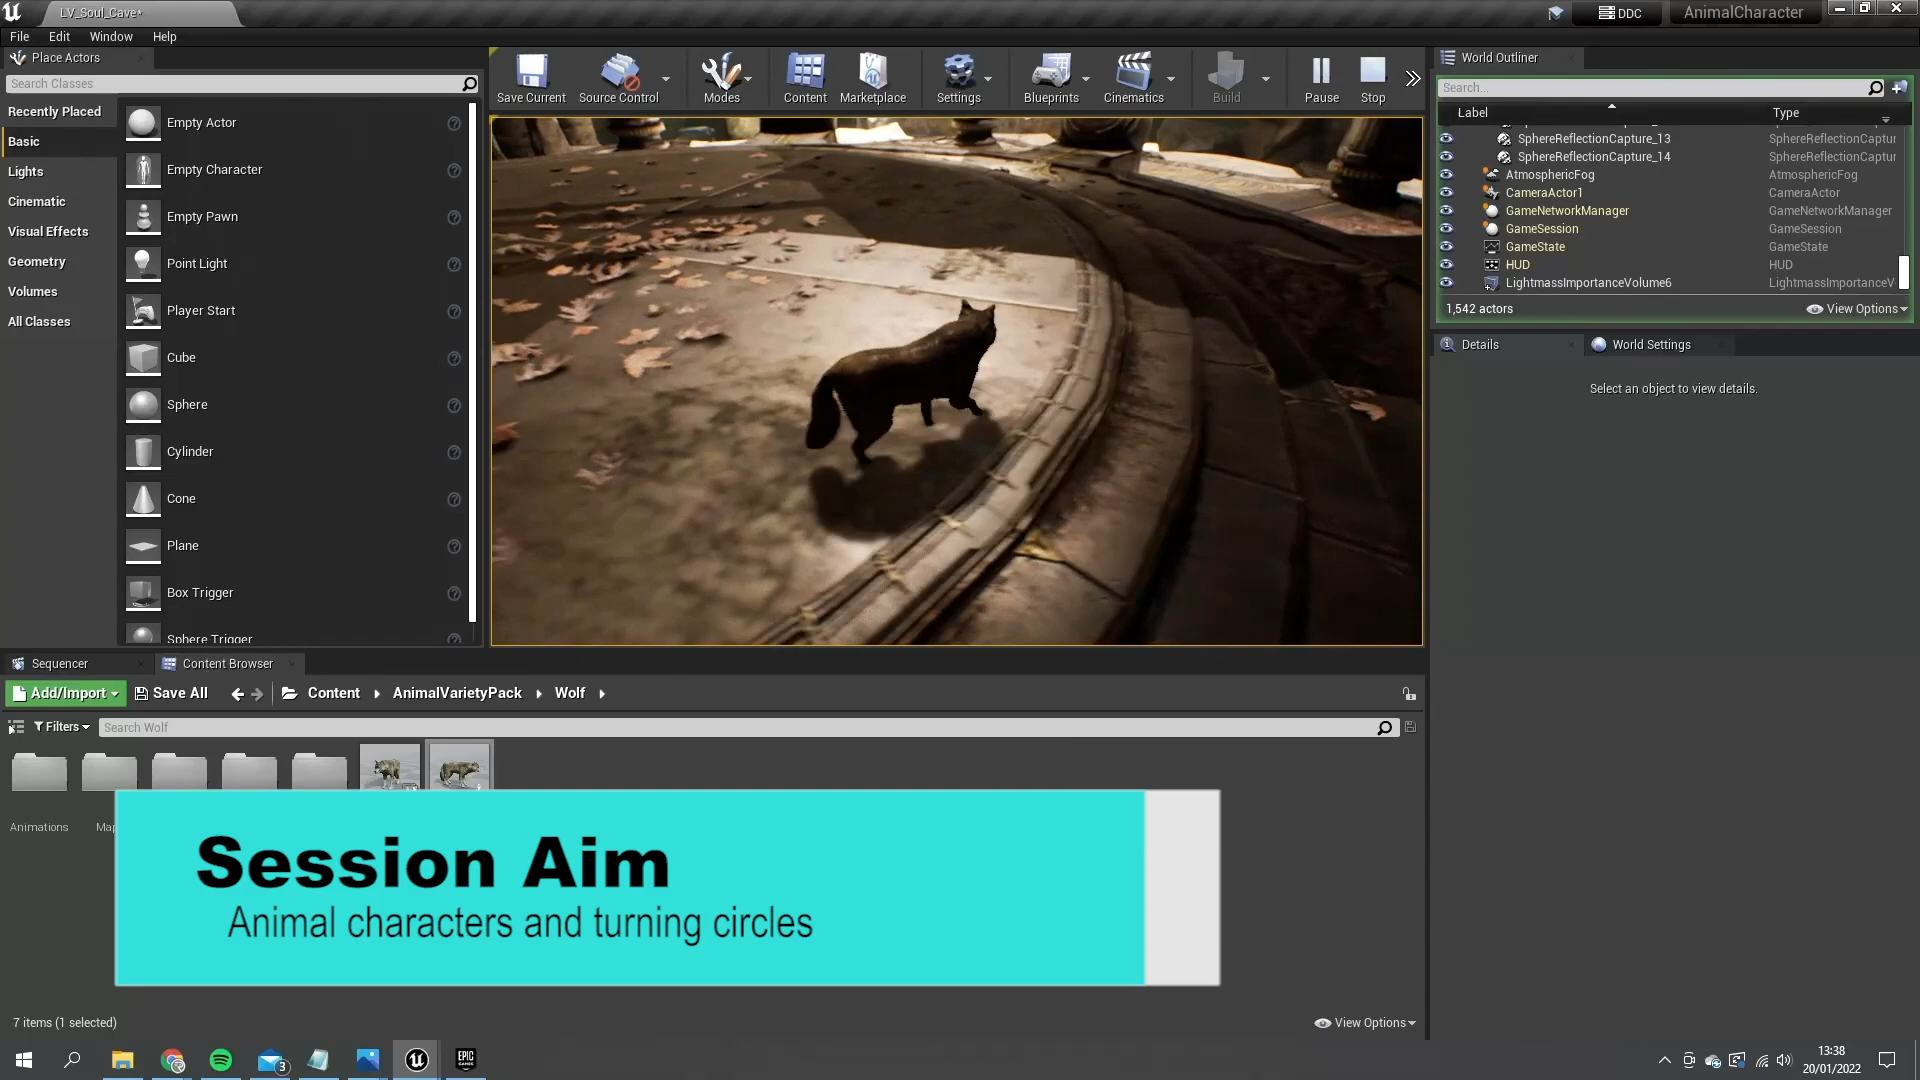 LV_Soul_Cave*
DDC
AnimalCharacter
File Edit Window Help
Place Actors
Search Classes
Recently Placed
Basic
Lights
Cinematic
Visual Effects
Geometry
Volumes
All Classes
Empty Actor
Empty Character
Empty Pawn
Point Light
Player Start
Cube
Sphere
Cylinder
Cone
Plane
Box Trigger
Sphere Trigger
Save Current Source Control Modes Content Marketplace Settings Blueprints Cinematics Build Pause Stop
World Outliner
Search...
Label Type
SphereReflectionCapture_13 SphereReflectionCaptur
SphereReflectionCapture_14 SphereReflectionCaptur
AtmosphericFog AtmosphericFog
CameraActor1 CameraActor
GameNetworkManager GameNetworkManager
GameSession GameSession
GameState GameState
HUD HUD
LightmassImportanceVolume6 LightmassImportanceV
1,542 actors View Options
Details World Settings
Select an object to view details.
Sequencer Content Browser
Add/Import Save All Content AnimalVarietyPack Wolf
Filters Search Wolf
Animations Map
Session Aim
Animal characters and turning circles
7 items (1 selected) View Options
3
EPIC GAMES
13:38
20/01/2022